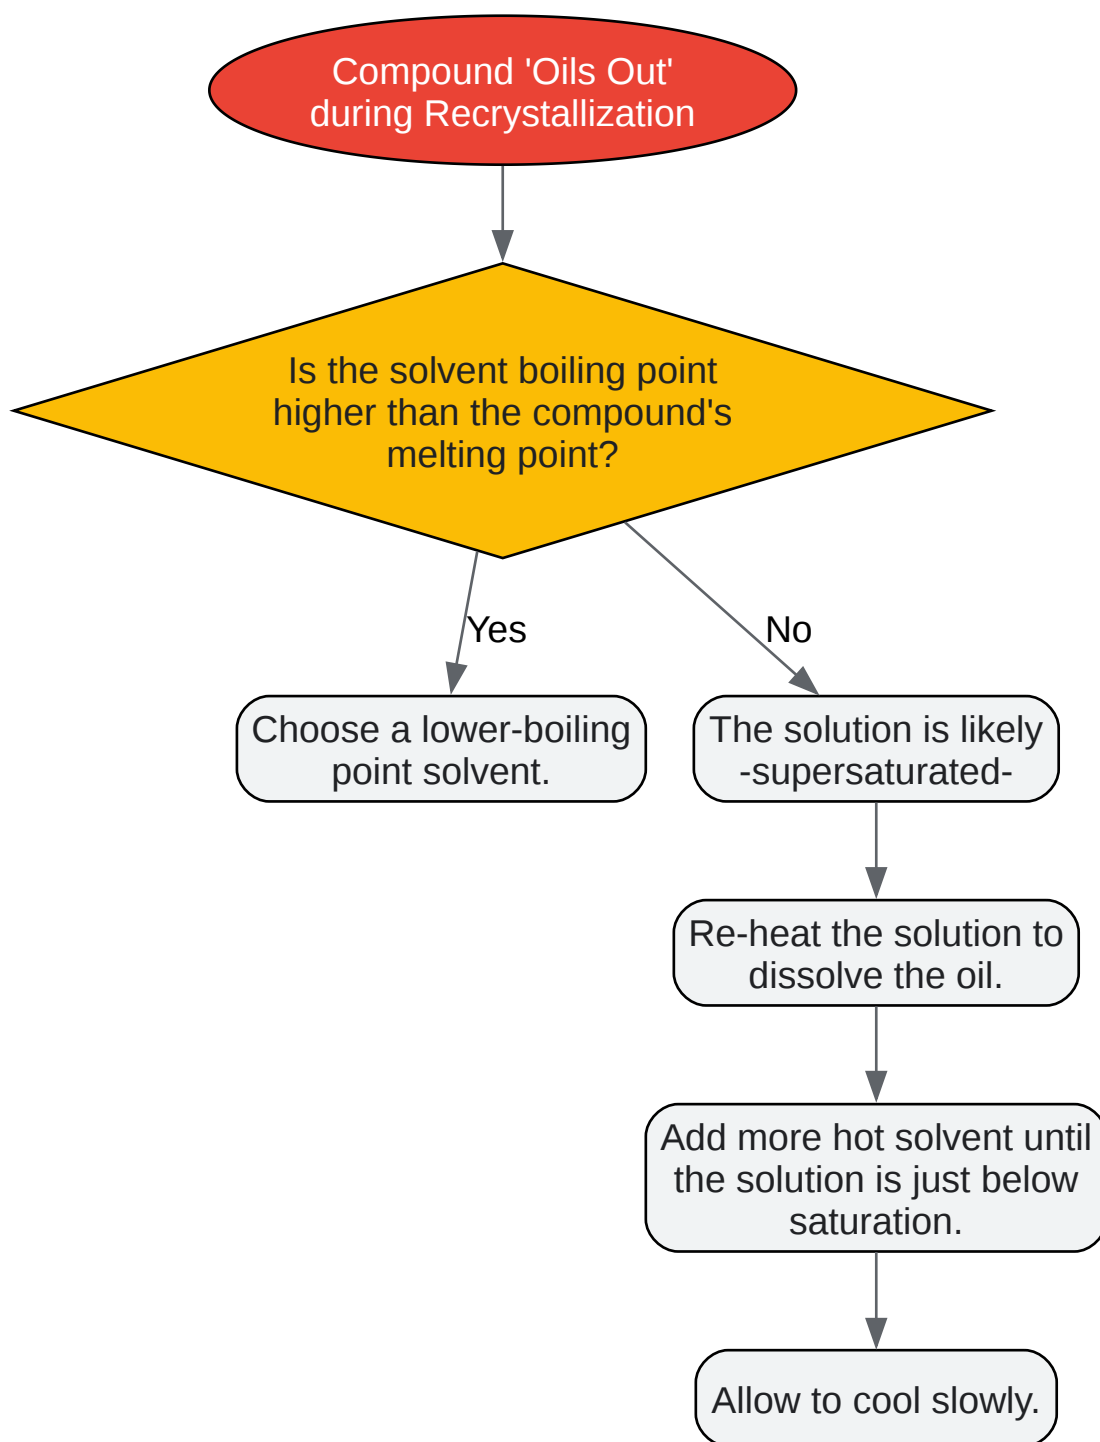 Compound 'Oils Out'
during Recrystallization
Is the solvent boiling point
higher than the compound's
melting point?
Yes
No
Choose a lower-boiling
point solvent.
The solution is likely
-supersaturated-
Re-heat the solution to
dissolve the oil.
Add more hot solvent until
the solution is just below
saturation.
Allow to cool slowly.